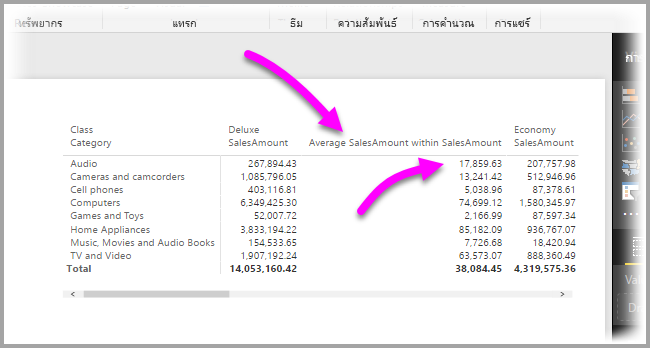 แทรก ธีม ความสัมพันธ์ การคำนวณ การแชร์
Class Deluxe Economy
Category SalesAmount Average SalesAmount within SalesAmount SalesAmount
Audio 267,894.43 17,859.63 207,757.98
Cameras and camcorders 1,085,796.05 13,241.42 512,946.96
Cell phones 403,116.81 5,038.96 87,378.61
Computers 6,349,425.30 74,699.12 1,580,345.97
Games and Toys 52,007.72 2,166.99 87,597.34
Home Appliances 3,833,194.22 85,182.09 936,767.07
Music, Movies and Audio Books 154,533.65 7,726.68 18,420.94
TV and Video 1,907,192.24 63,573.07 888,360.49
Total 14,053,160.42 38,084.45 4,319,575.36